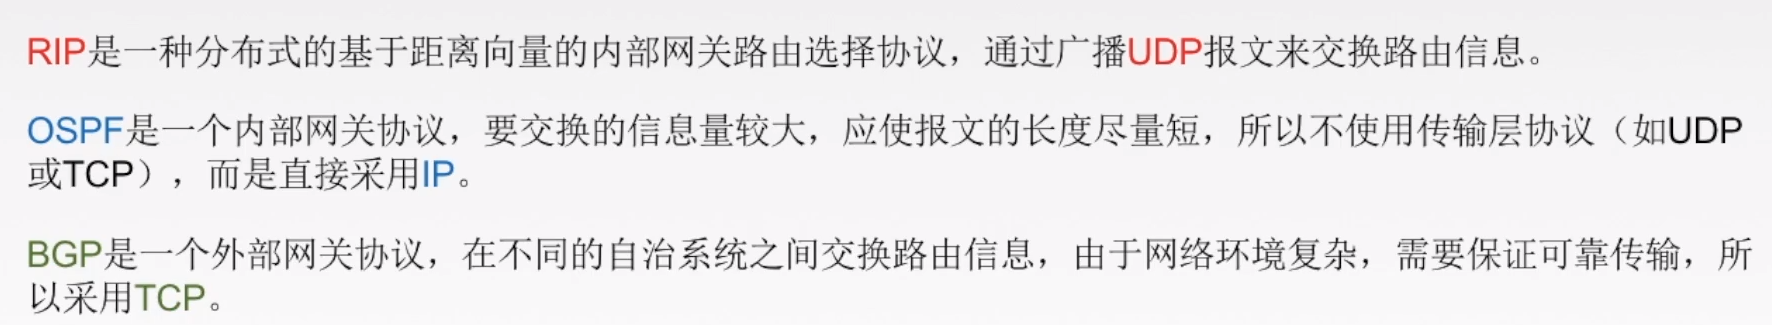 RIP是一种分布式的基于距离向量的内部网关路由选择协议，通过广播UDP报文来交换路由信息。
OSPF是一个内部网关协议，要交换的信息量较大，应使报文的长度尽量短，所以不使用传输层协议（如UDP
或TCP），而是直接采用IP。
BGP是一个外部网关协议，在不同的自治系统之间交换路由信息，由于网络环境复杂，需要保证可靠传输，所
以采用TCP。